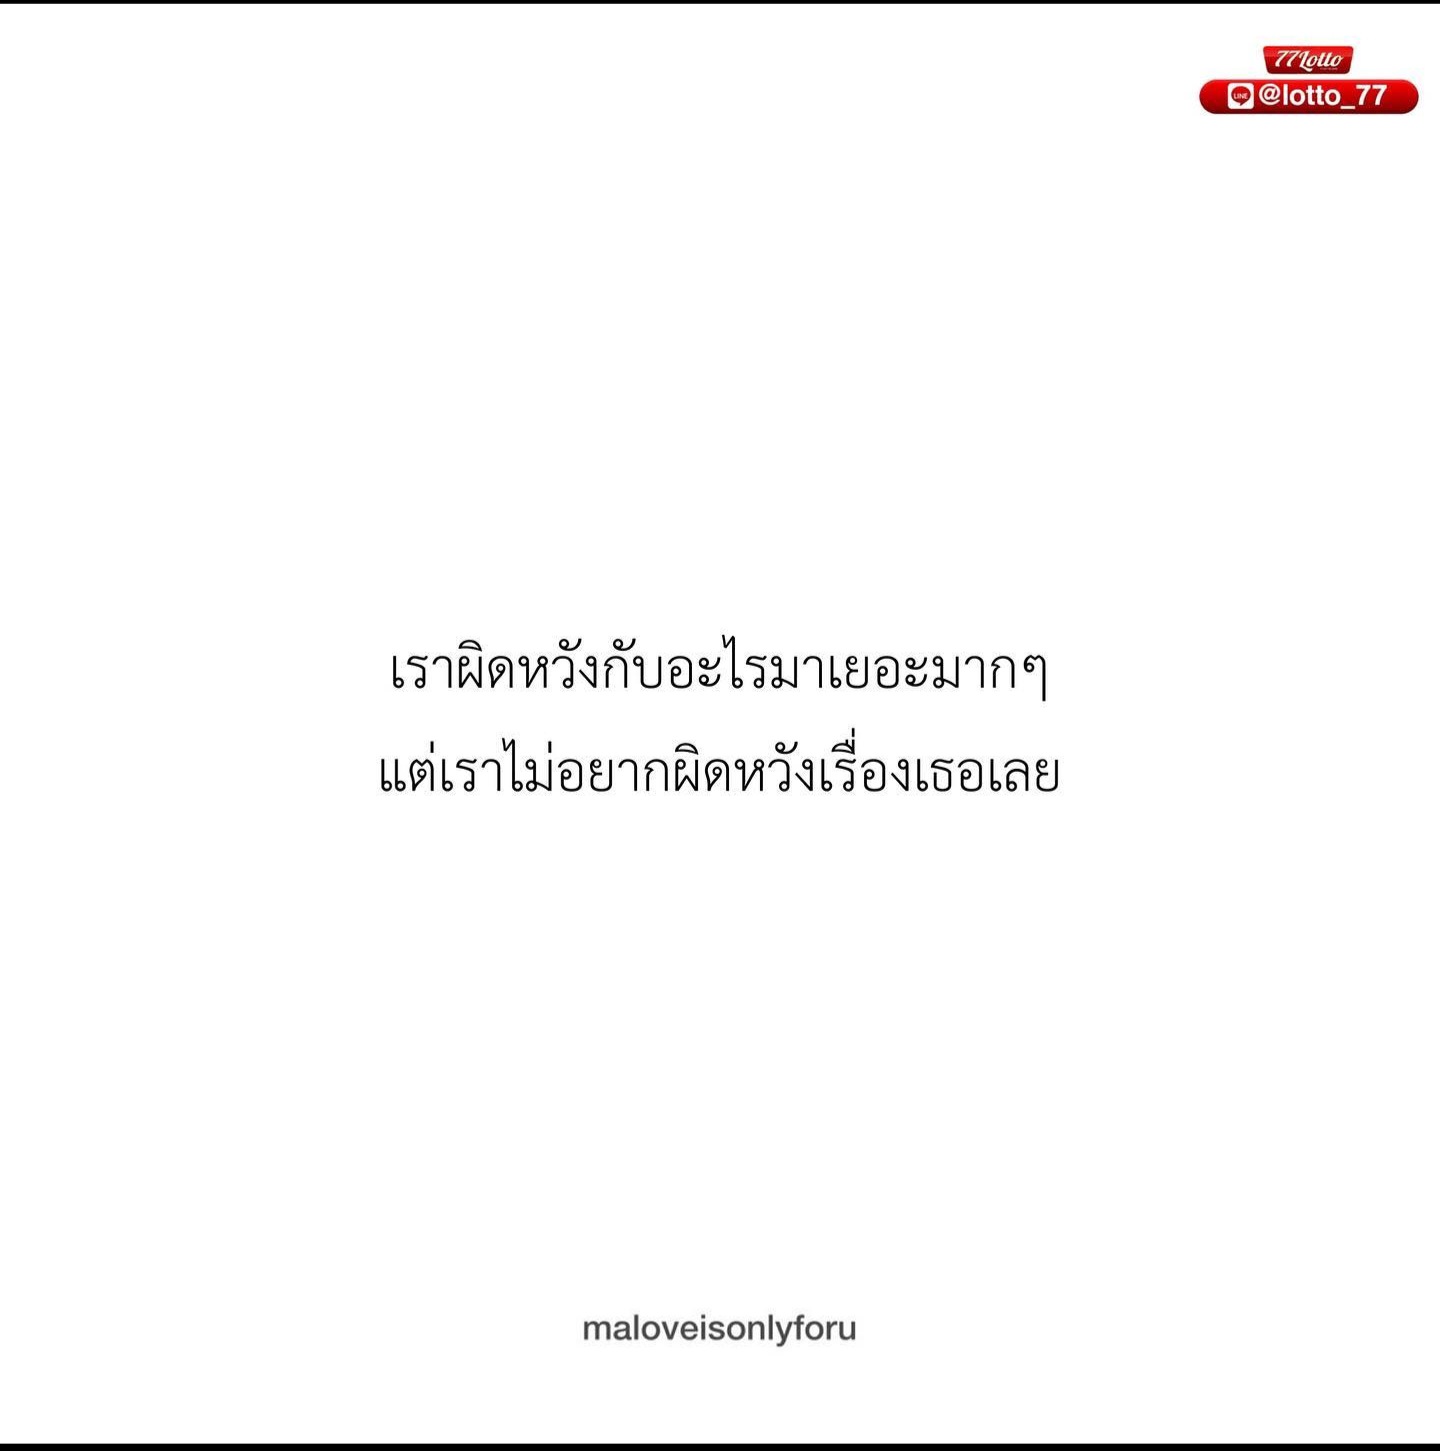 77Lotto
LINE @lotto_77
เราผิดหวังกับอะไรมาเยอะมากๆ
แต่เราไม่อยากผิดหวังเรื่องเธอเลย
maloveisonlyforu